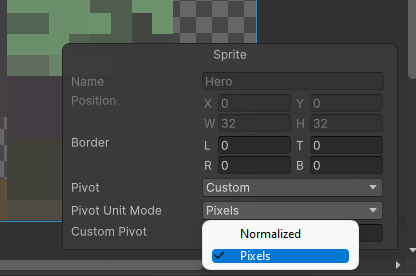 Sprite
Name Hero
Position X 0 Y 0
W 32 H 32
Border L 0 T 0
R 0 B 0
Pivot Custom
Pivot Unit Mode Pixels
Custom Pivot
Normalized
Pixels